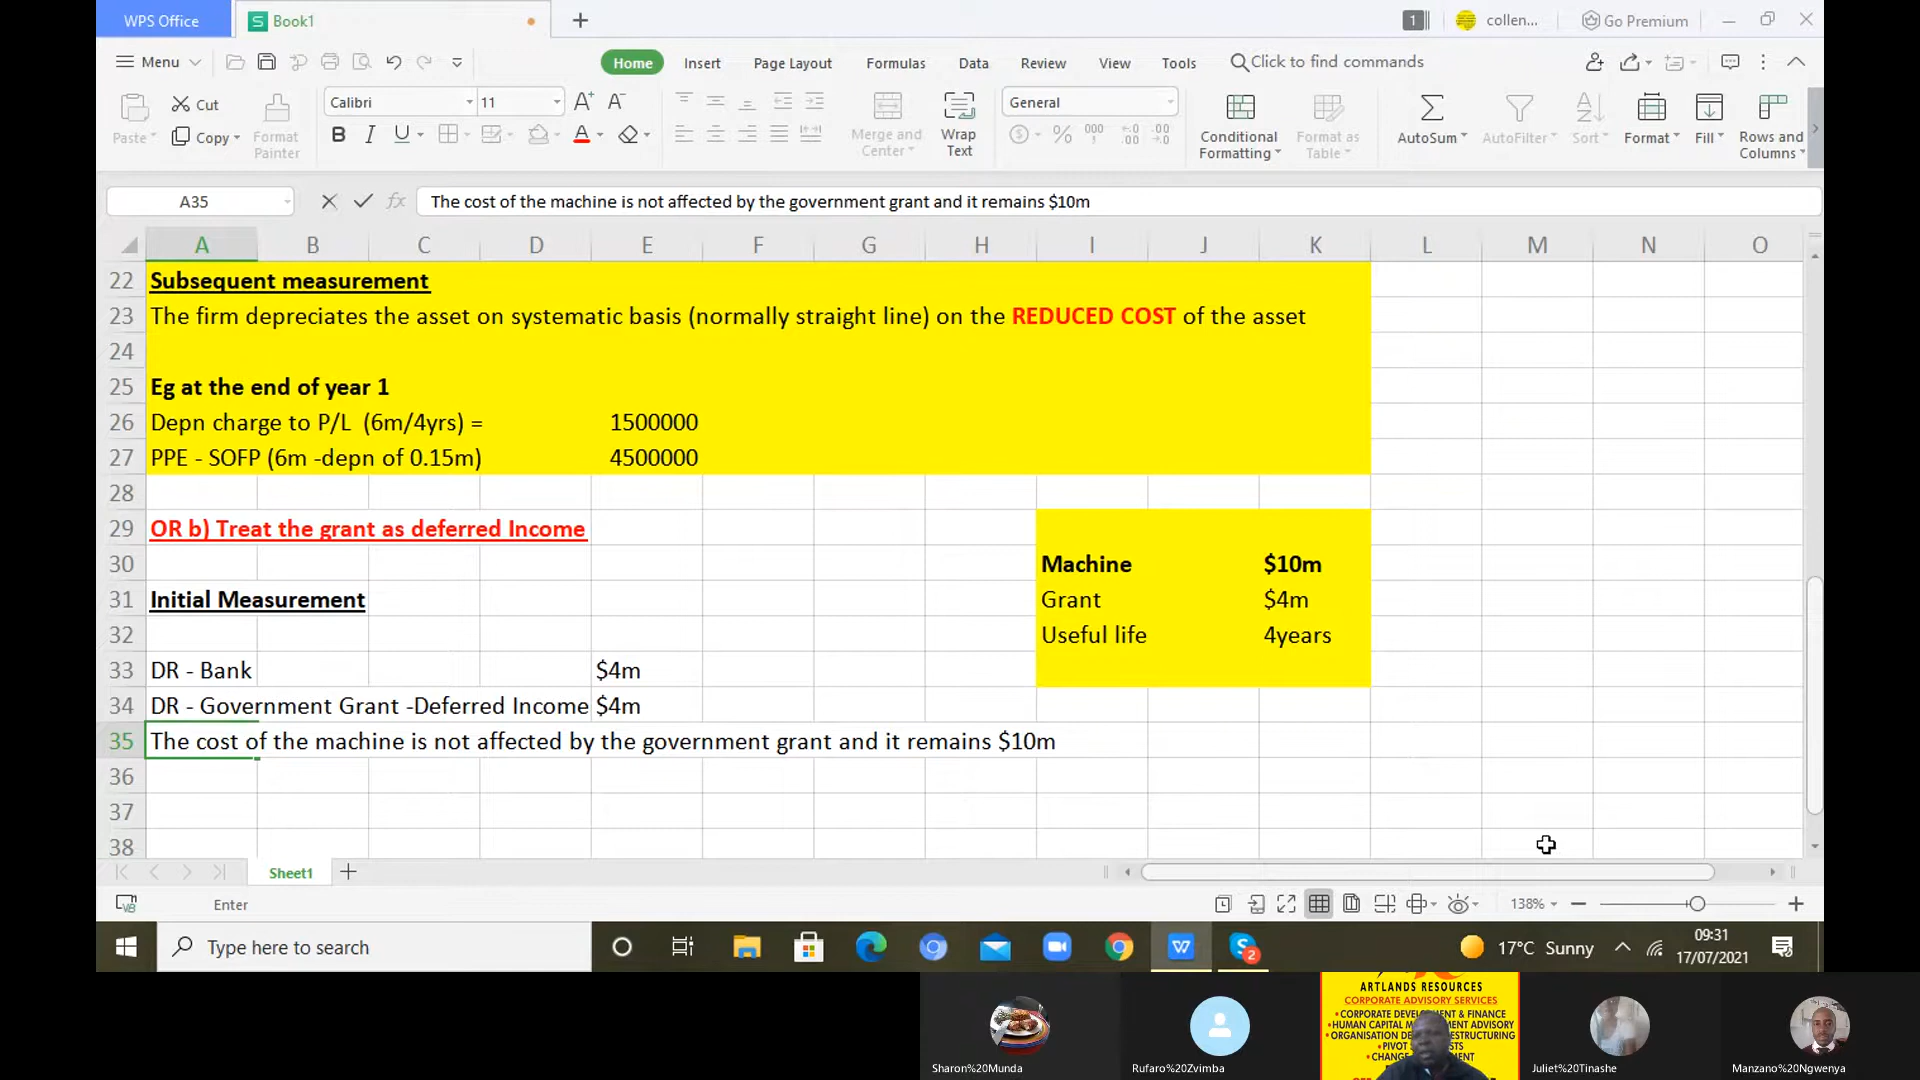 WPS Office
S Book1
+
1
collen...
Go Premium
Menu
Home
Insert
Page Layout
Formulas
Data
Review
View
Tools
Click to find commands
Paste
Cut
Copy
Format Painter
Calibri
11
Merge and Center
Wrap Text
General
Conditional Formatting
Format as Table
AutoSum
AutoFilter
Sort
Format
Fill
Rows and Columns
A35
fx
The cost of the machine is not affected by the government grant and it remains $10m
A B C D E F G H I J K L M N O
22 Subsequent measurement
23 The firm depreciates the asset on systematic basis (normally straight line) on the REDUCED COST of the asset
24
25 Eg at the end of year 1
26 Depn charge to P/L (6m/4yrs) = 1500000
27 PPE - SOFP (6m -depn of 0.15m) 4500000
28
29 OR b) Treat the grant as deferred Income
30 Machine $10m
31 Initial Measurement Grant $4m
32 Useful life 4years
33 DR - Bank $4m
34 DR - Government Grant -Deferred Income $4m
35 The cost of the machine is not affected by the government grant and it remains $10m
36
37
38
Sheet1
Enter
138%
Type here to search
2
17°C Sunny
09:31
17/07/2021
ARTLANDS RESOURCES
CORPORATE ADVISORY SERVICES
Sharon%20Munda
Rufaro%20Zvimba
Juliet%20Tinashe
Manzano%20Ngwenya